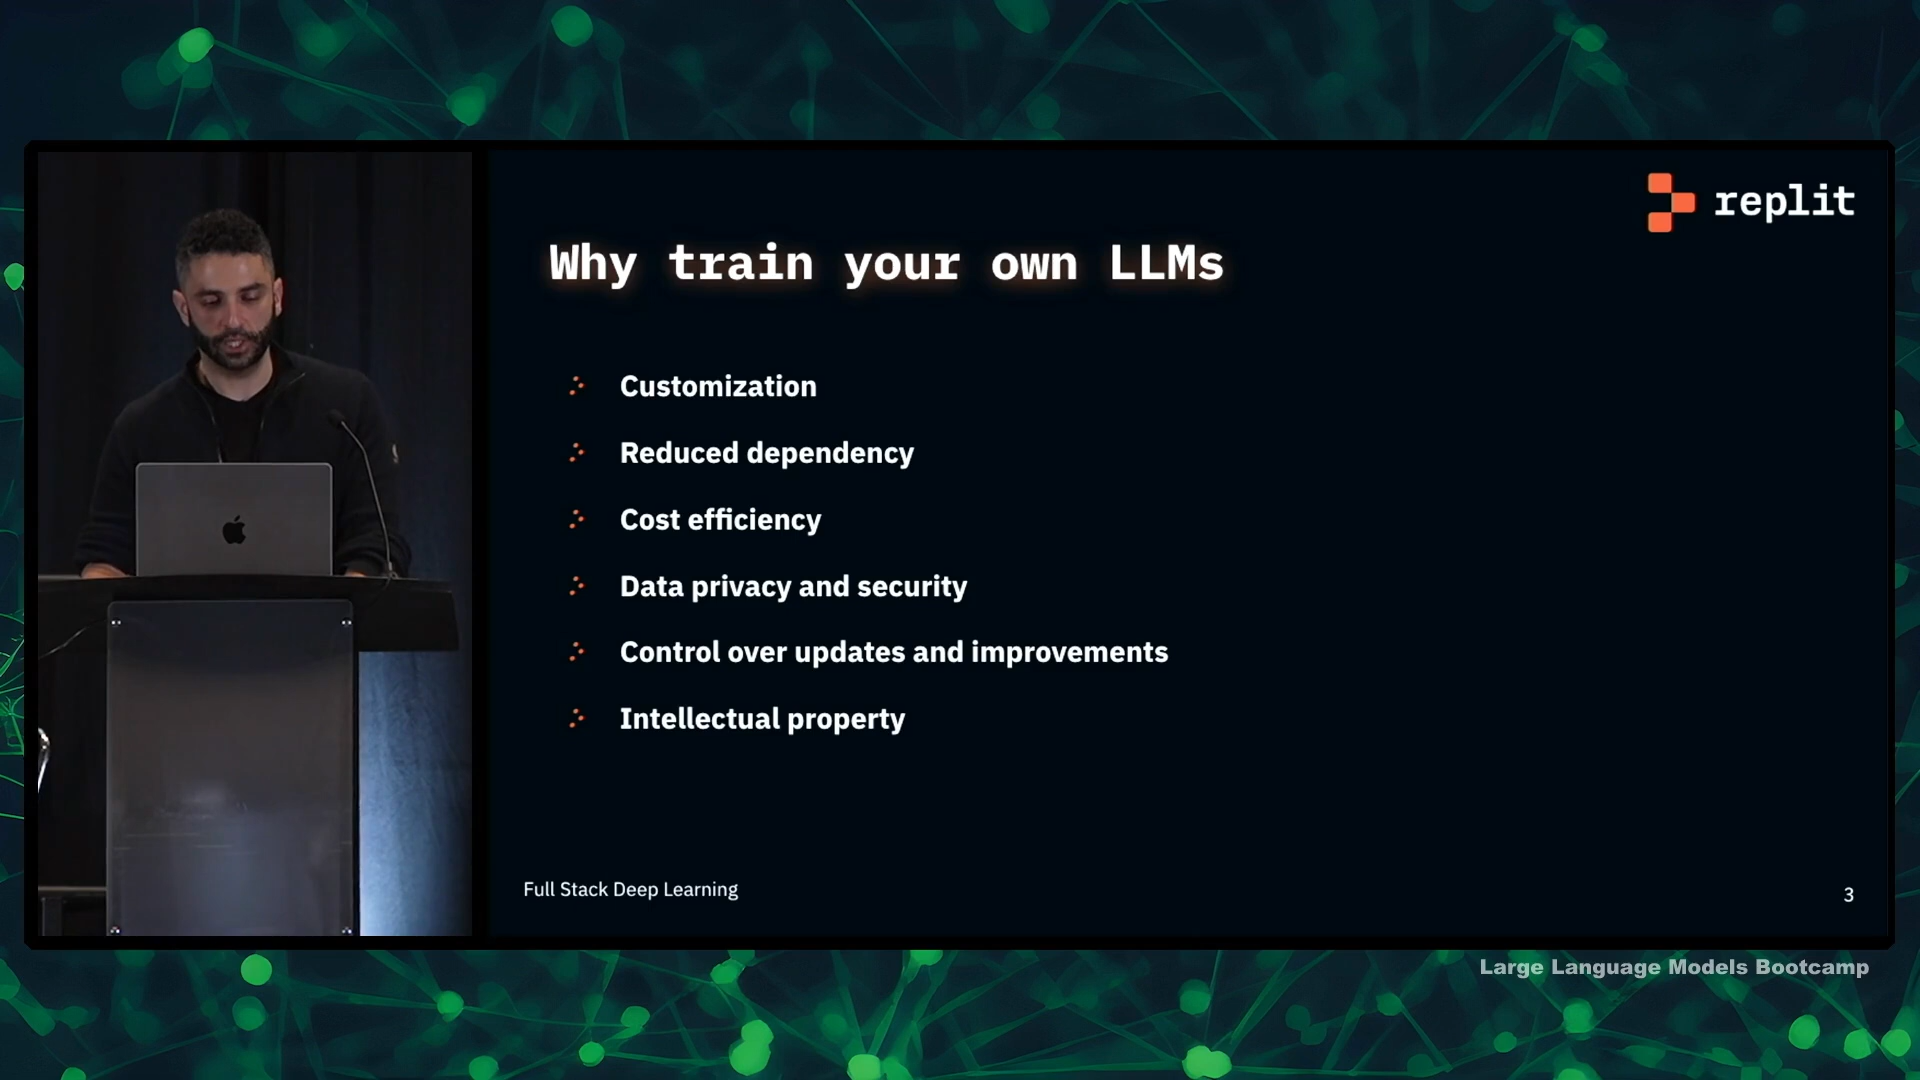 replit
Why train your own LLMs
Customization
Reduced dependency
Cost efficiency
Data privacy and security
Control over updates and improvements
Intellectual property
Full Stack Deep Learning
3
Large Language Models Bootcamp